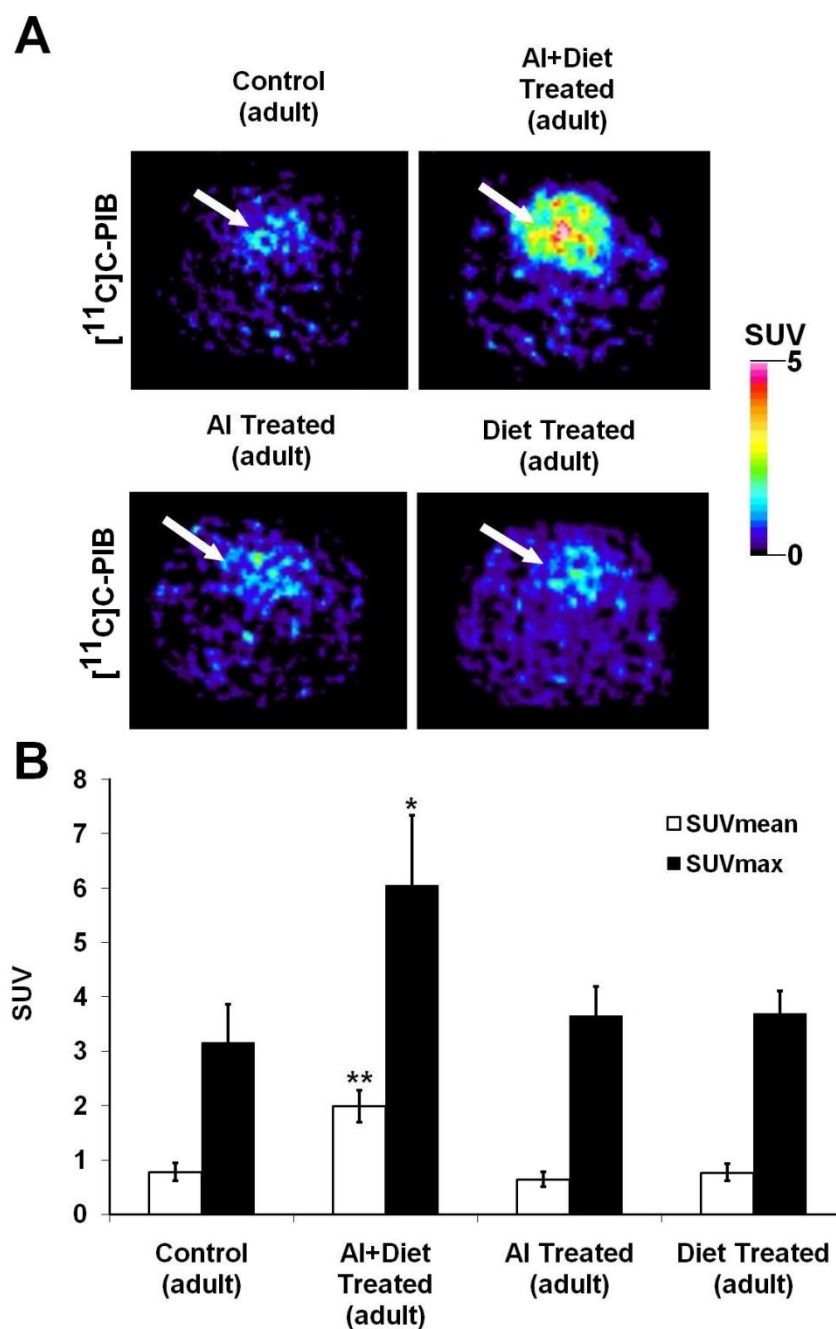 A
Control
(adult)
Al+Diet
Treated
(adult)
[¹¹C]C-PIB
SUV
5
0
Al Treated
(adult)
Diet Treated
(adult)
[¹¹C]C-PIB
B
8
7
6
5
4
3
2
1
0
SUV
*
**
SUVmean
SUVmax
Control
(adult)
Al+Diet
Treated
(adult)
Al Treated
(adult)
Diet Treated
(adult)